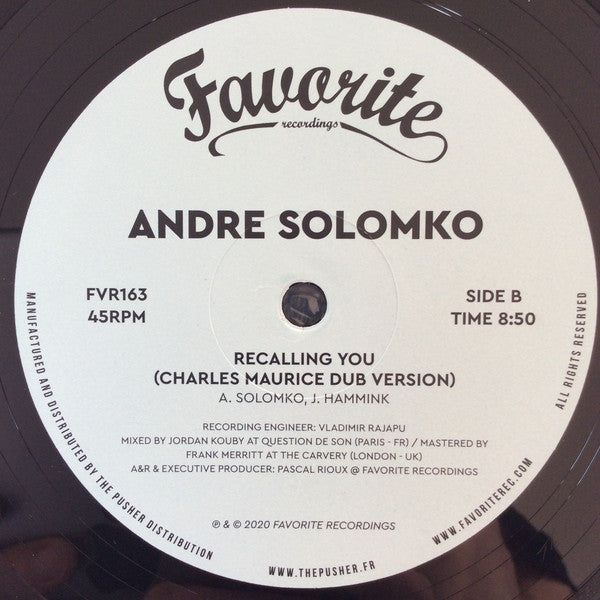 Favorite
recordings
ANDRE SOLOMKO
FVR163
45RPM
SIDE B
TIME 8:50
RECALLING YOU
(CHARLES MAURICE DUB VERSION)
A. SOLOMKO, J. HAMMINK
RECORDING ENGINEER: VLADIMIR RAJAPU
MIXED BY JORDAN KOUBY AT QUESTION DE SON (PARIS - FR) / MASTERED BY
FRANK MERRITT AT THE CARVERY (LONDON - UK)
A&R & EXECUTIVE PRODUCER: PASCAL RIOUX @ FAVORITE RECORDINGS
℗ & © 2020 FAVORITE RECORDINGS
MANUFACTURED AND DISTRIBUTED BY THE PUSHER DISTRIBUTION
WWW.THEPUSHER.FR
WWW.FAVORITEREC.COM
ALL RIGHTS RESERVED